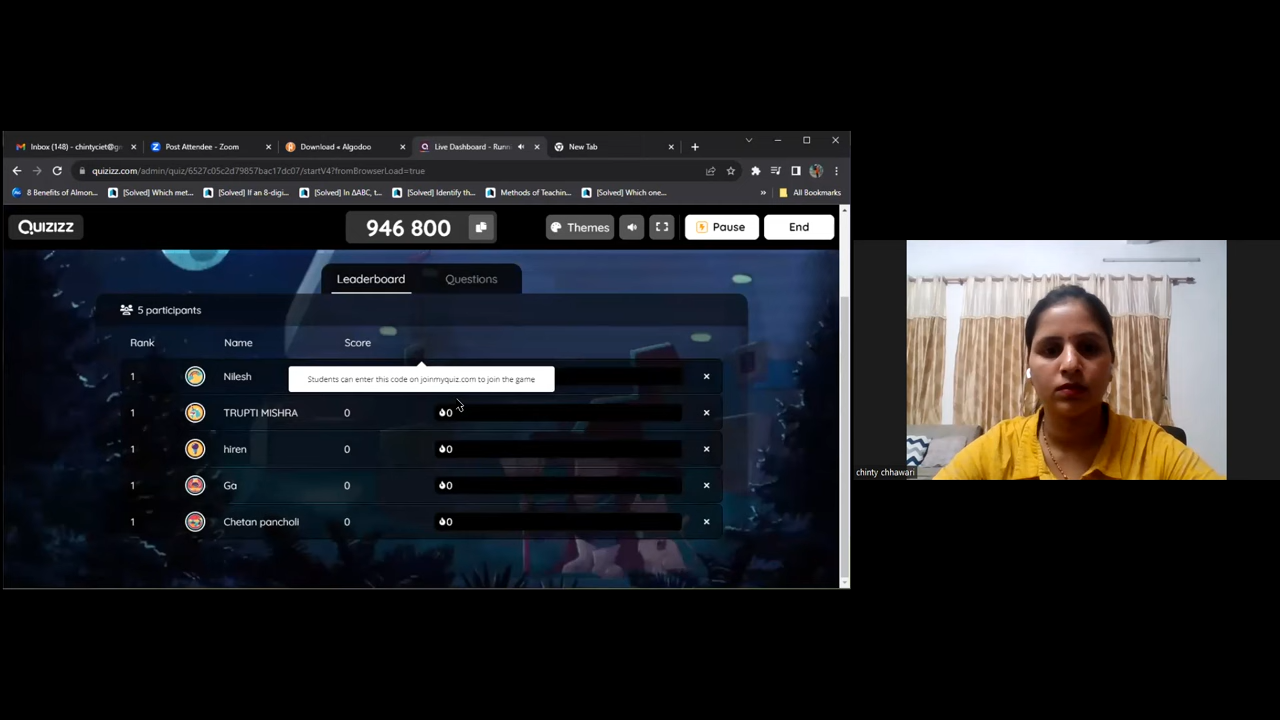 Inbox (148) - chintyciet@gm
Post Attendee - Zoom
Download « Algodoo
Live Dashboard - Runni
New Tab
quizizz.com/admin/quiz/6527c05c2d79857bac17dc07/startV4?fromBrowserLoad=true
8 Benefits of Almon...
[Solved] Which met...
[Solved] If an 8-digi...
[Solved] In ΔABC, t...
[Solved] Identify th...
Methods of Teachin...
[Solved] Which one...
»
All Bookmarks
Quizizz
946 800
Themes
Pause
End
Leaderboard
Questions
5 participants
Rank Name Score
1 Nilesh
Students can enter this code on joinmyquiz.com to join the game
1 TRUPTI MISHRA 0 0
1 hiren 0 0
1 Ga 0 0
1 Chetan pancholi 0 0
chinty chhawari